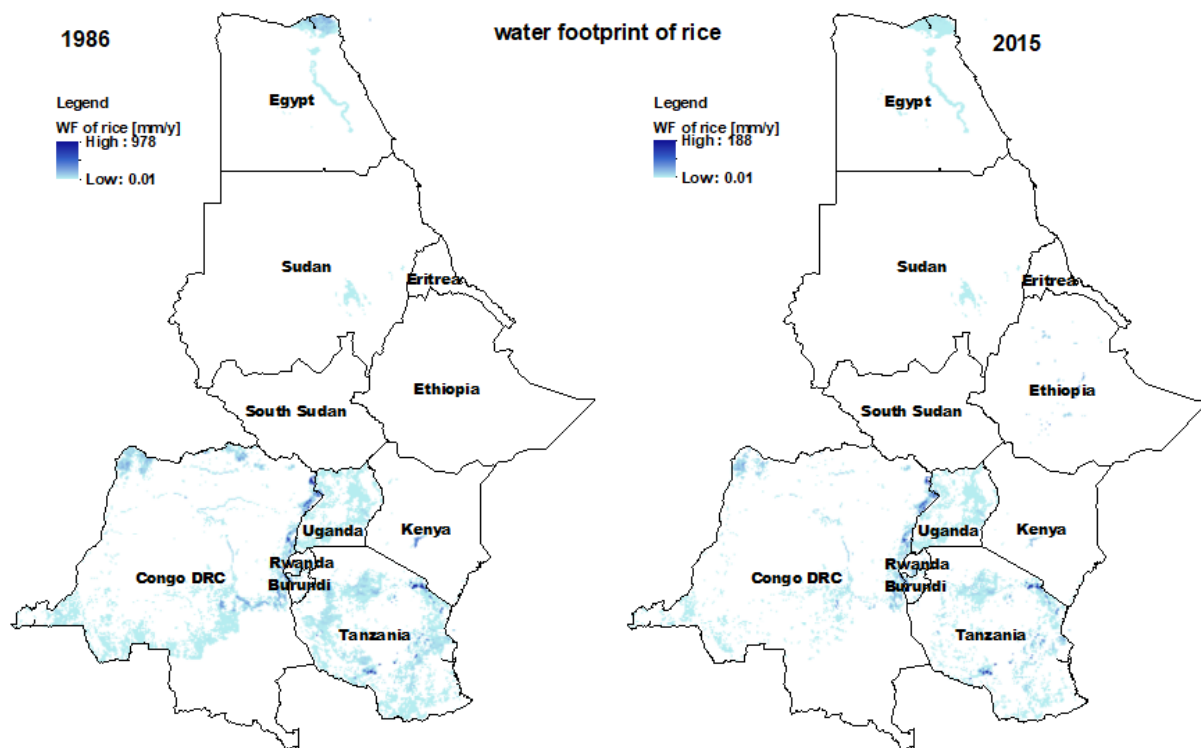 water footprint of rice
1986
Legend
WF of rice [mm/y]
High : 978
Low: 0.01
Egypt
Sudan
Eritrea
Ethiopia
South Sudan
Uganda
Kenya
Rwanda
Congo DRC
Burundi
Tanzania
2015
Legend
WF of rice [mm/y]
High : 188
Low: 0.01
Egypt
Sudan
Eritrea
Ethiopia
South Sudan
Uganda
Kenya
Rwanda
Congo DRC
Burundi
Tanzania